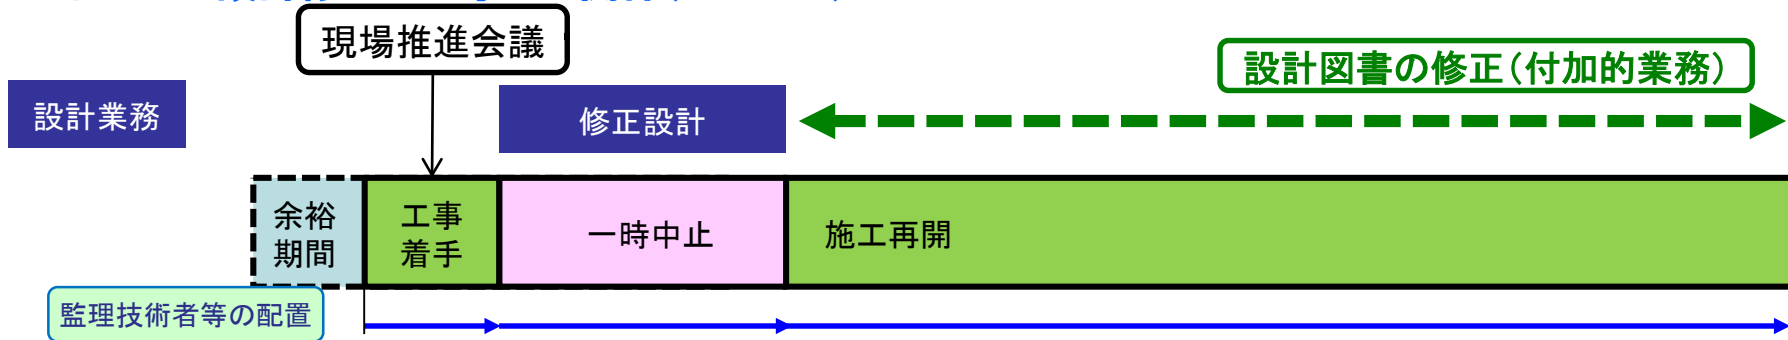 現場推進会議
設計図書の修正（付加的業務）
設計業務
修正設計
余裕
期間
工事
着手
一時中止
施工再開
監理技術者等の配置